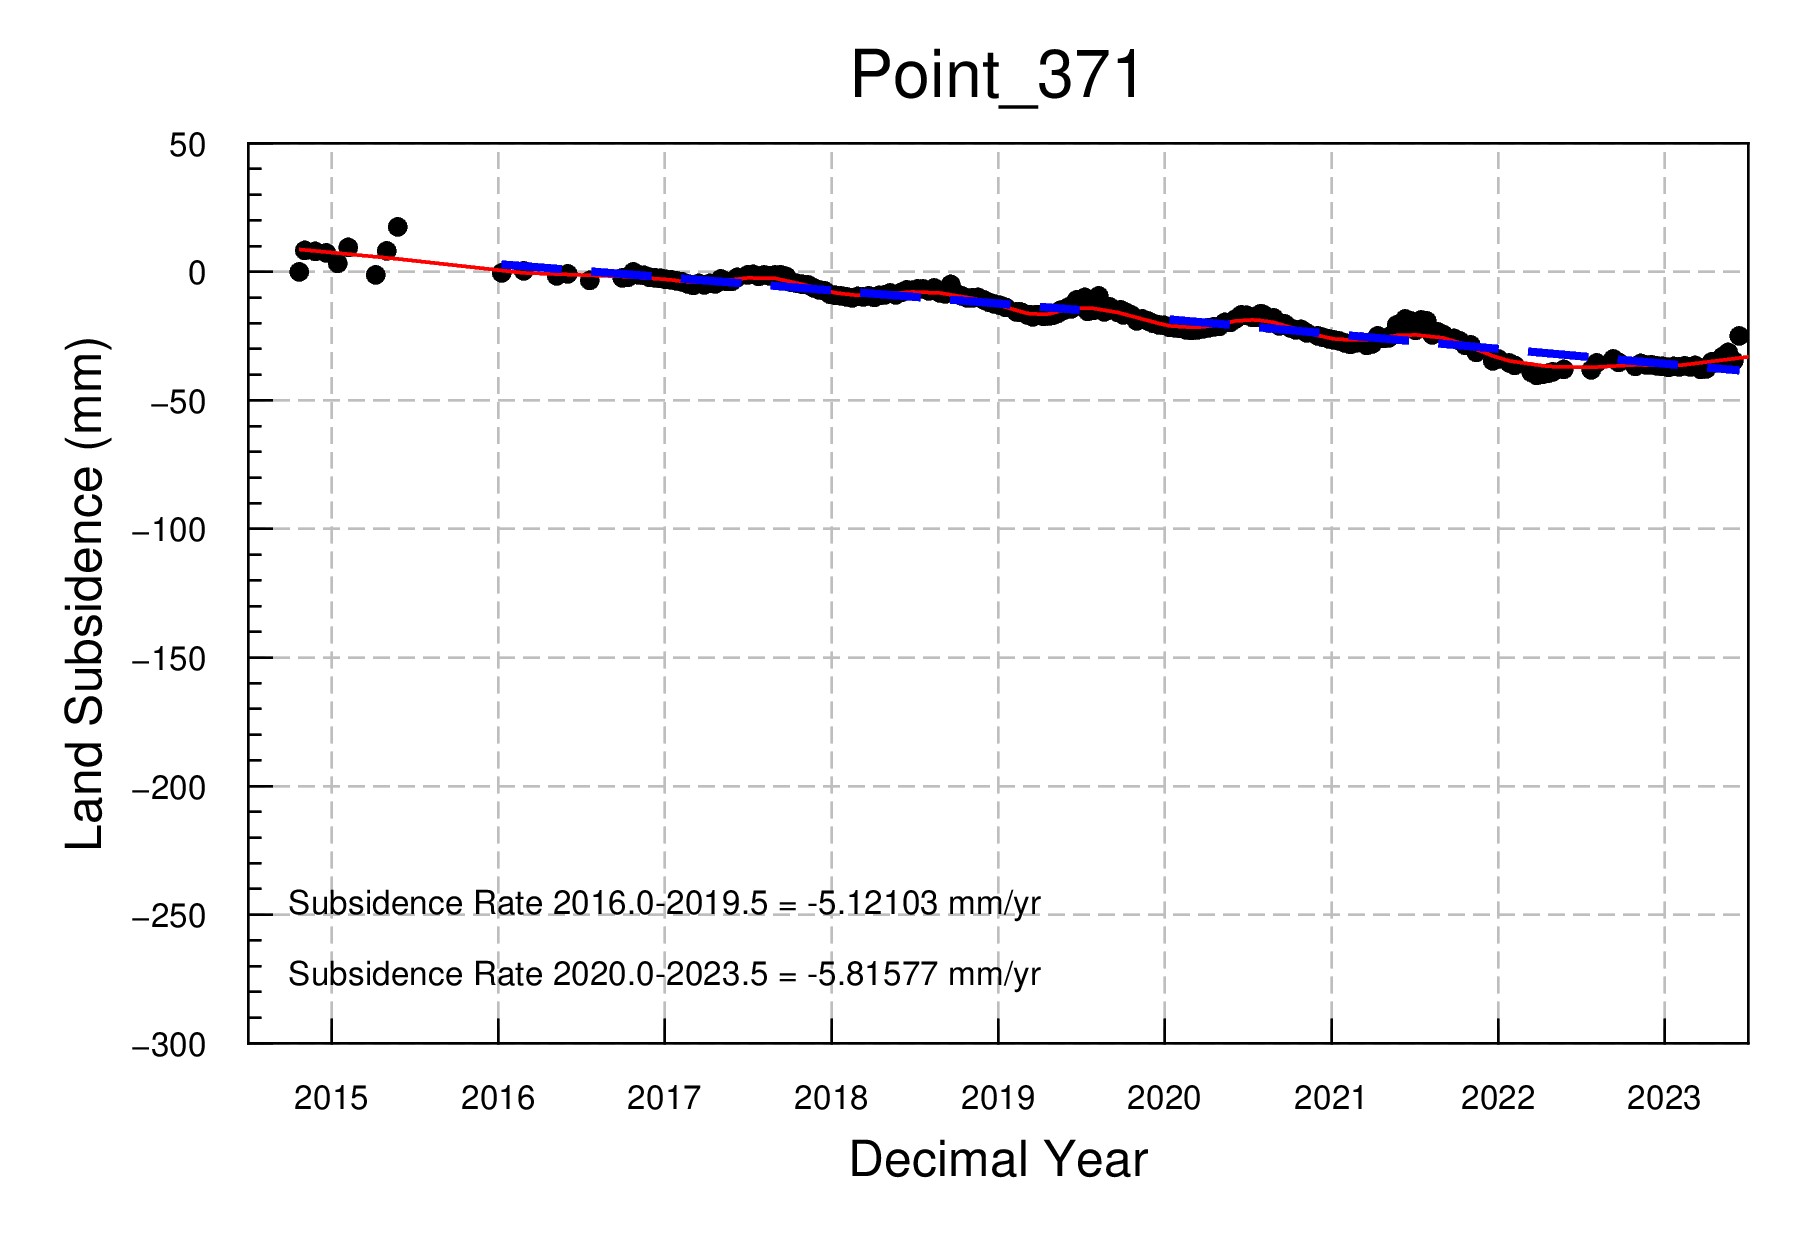 Point_371
50
0
−50
−100
−150
−200
−250
−300
Land Subsidence (mm)
Subsidence Rate 2016.0-2019.5 = -5.12103 mm/yr
Subsidence Rate 2020.0-2023.5 = -5.81577 mm/yr
2015 2016 2017 2018 2019 2020 2021 2022 2023
Decimal Year